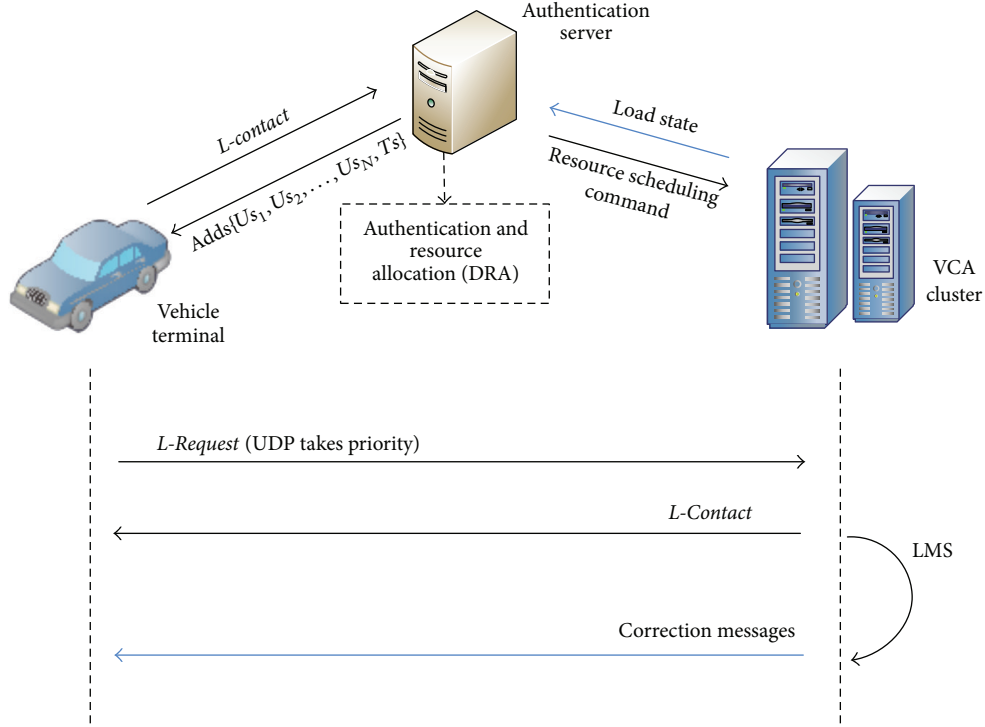 Authentication
server
L-contact
Adds{Us₁, Us₂, ..., Us_N, Ts}
Load state
Resource scheduling
command
Authentication and
resource
allocation (DRA)
Vehicle
terminal
VCA
cluster
L-Request (UDP takes priority)
L-Contact
LMS
Correction messages